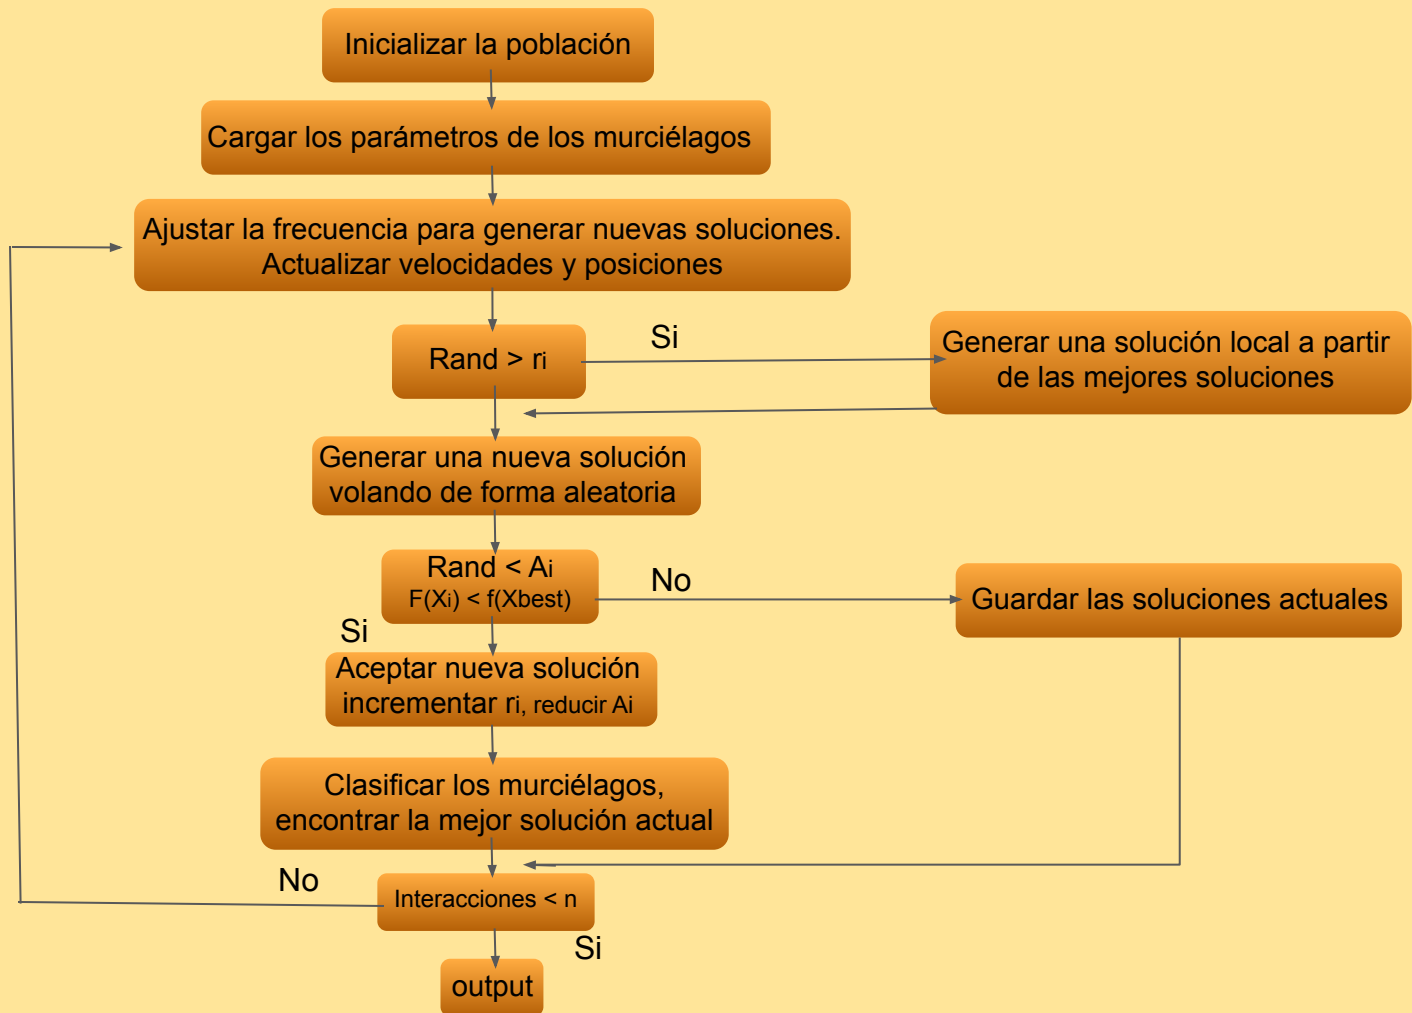 Inicializar la población
Cargar los parámetros de los murciélagos
Ajustar la frecuencia para generar nuevas soluciones.
Actualizar velocidades y posiciones
Rand > ri
Si
Generar una solución local a partir
de las mejores soluciones
Generar una nueva solución
volando de forma aleatoria
Rand < Ai
F(Xi) < f(Xbest)
No
Guardar las soluciones actuales
Si
Aceptar nueva solución
incrementar ri, reducir Ai
Clasificar los murciélagos,
encontrar la mejor solución actual
No
Interacciones < n
Si
output